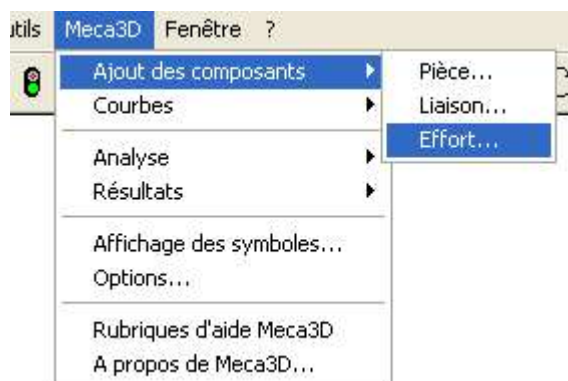 utils Meca3D Fenêtre ?
Ajout des composants
Pièce...
Courbes
Liaison...
Effort...
Analyse
Résultats
Affichage des symboles...
Options...
Rubriques d'aide Meca3D
A propos de Meca3D...